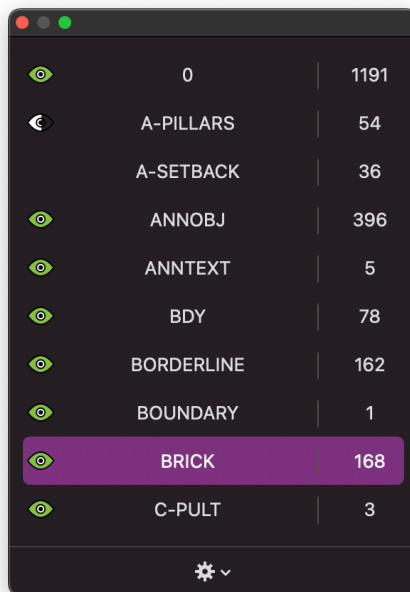 0 1191
A-PILLARS 54
A-SETBACK 36
ANNOBJ 396
ANNTEXT 5
BDY 78
BORDERLINE 162
BOUNDARY 1
BRICK 168
C-PULT 3